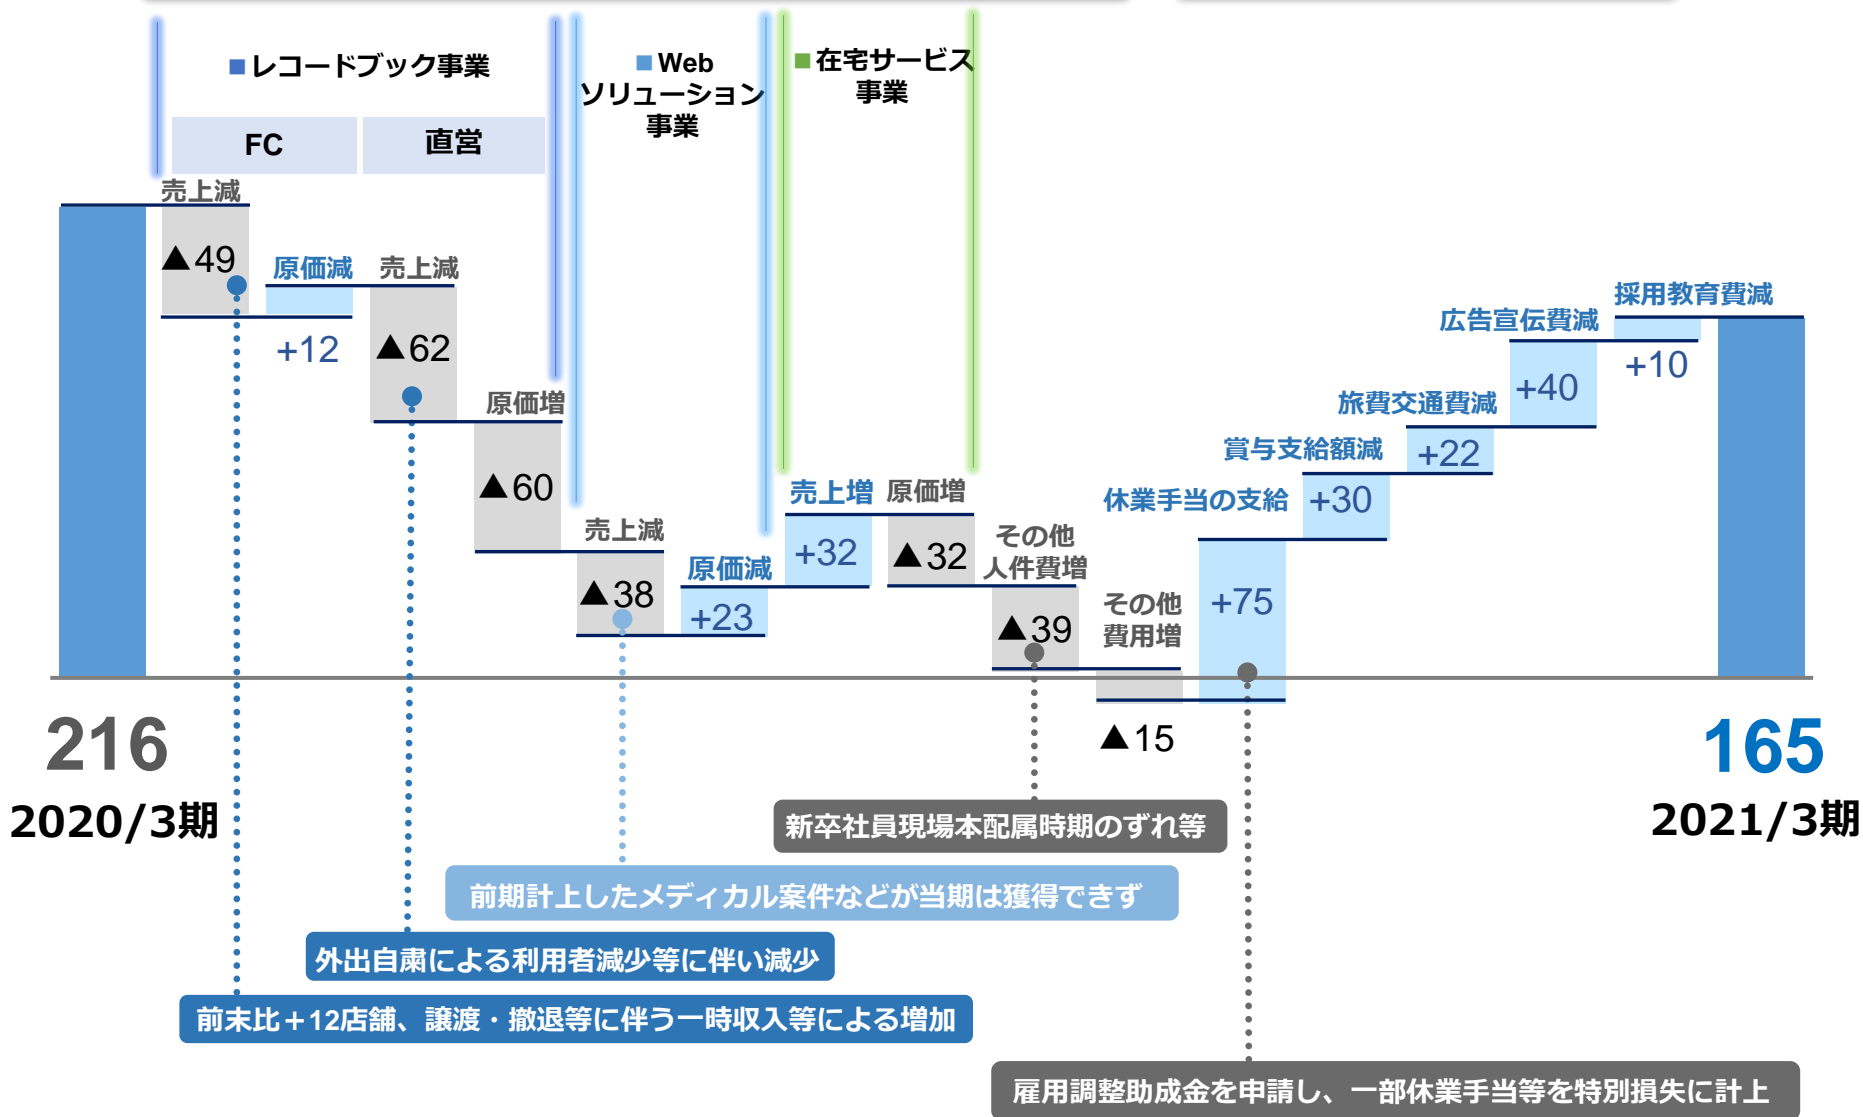 ■レコードブック事業
FC
直営
■Web
ソリューション
事業
■在宅サービス
事業
売上減
▲49
原価減
+12
売上減
▲62
原価増
▲60
売上減
▲38
原価減
+23
売上増
+32
原価増
▲32
その他
人件費増
▲39
その他
費用増
▲15
休業手当の支給
+75
賞与支給額減
+30
旅費交通費減
+22
広告宣伝費減
+40
採用教育費減
+10
216
2020/3期
165
2021/3期
新卒社員現場本配属時期のずれ等
前期計上したメディカル案件などが当期は獲得できず
外出自粛による利用者減少等に伴い減少
前末比＋12店舗、譲渡・撤退等に伴う一時収入等による増加
雇用調整助成金を申請し、一部休業手当等を特別損失に計上